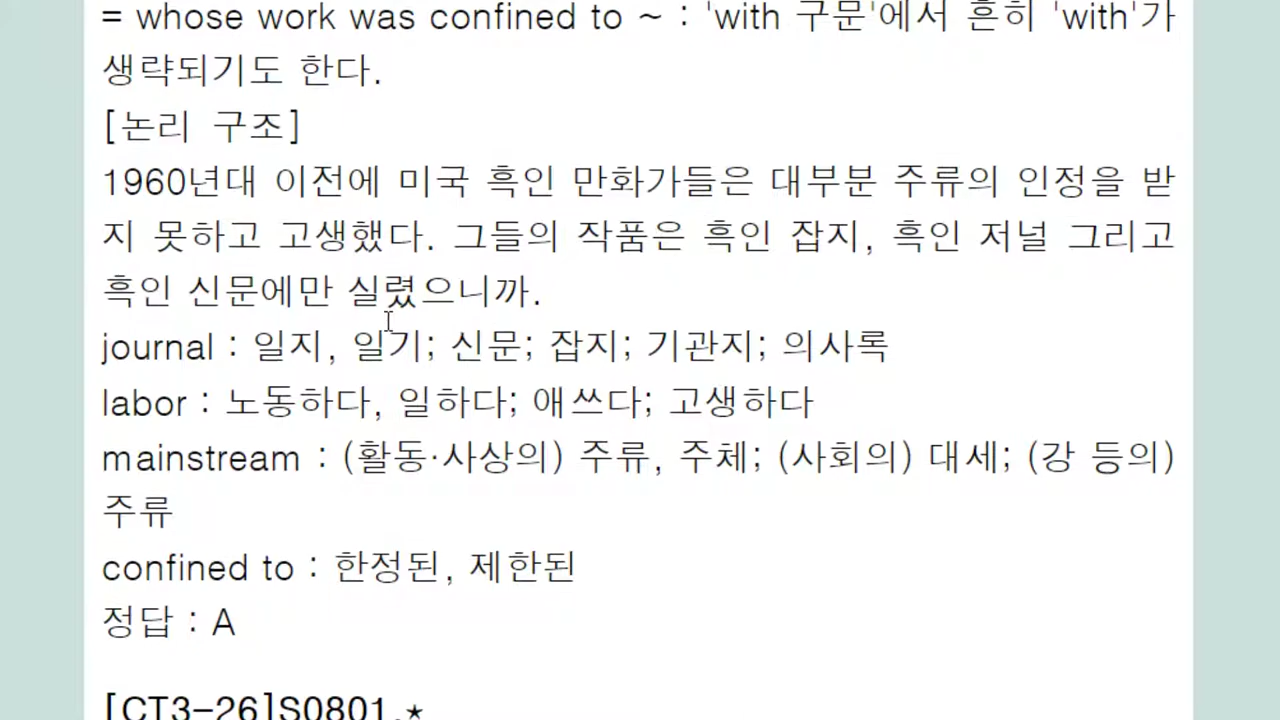 = whose work was confined to ~ : 'with 구문'에서 흔히 'with'가
생략되기도 한다.
[논리 구조]
1960년대 이전에 미국 흑인 만화가들은 대부분 주류의 인정을 받
지 못하고 고생했다. 그들의 작품은 흑인 잡지, 흑인 저널 그리고
흑인 신문에만 실렸으니까.
journal : 일지, 일기; 신문; 잡지; 기관지; 의사록
labor : 노동하다, 일하다; 애쓰다; 고생하다
mainstream : (활동·사상의) 주류, 주체; (사회의) 대세; (강 등의)
주류
confined to : 한정된, 제한된
정답 : A
[CT3-26]S0801.★